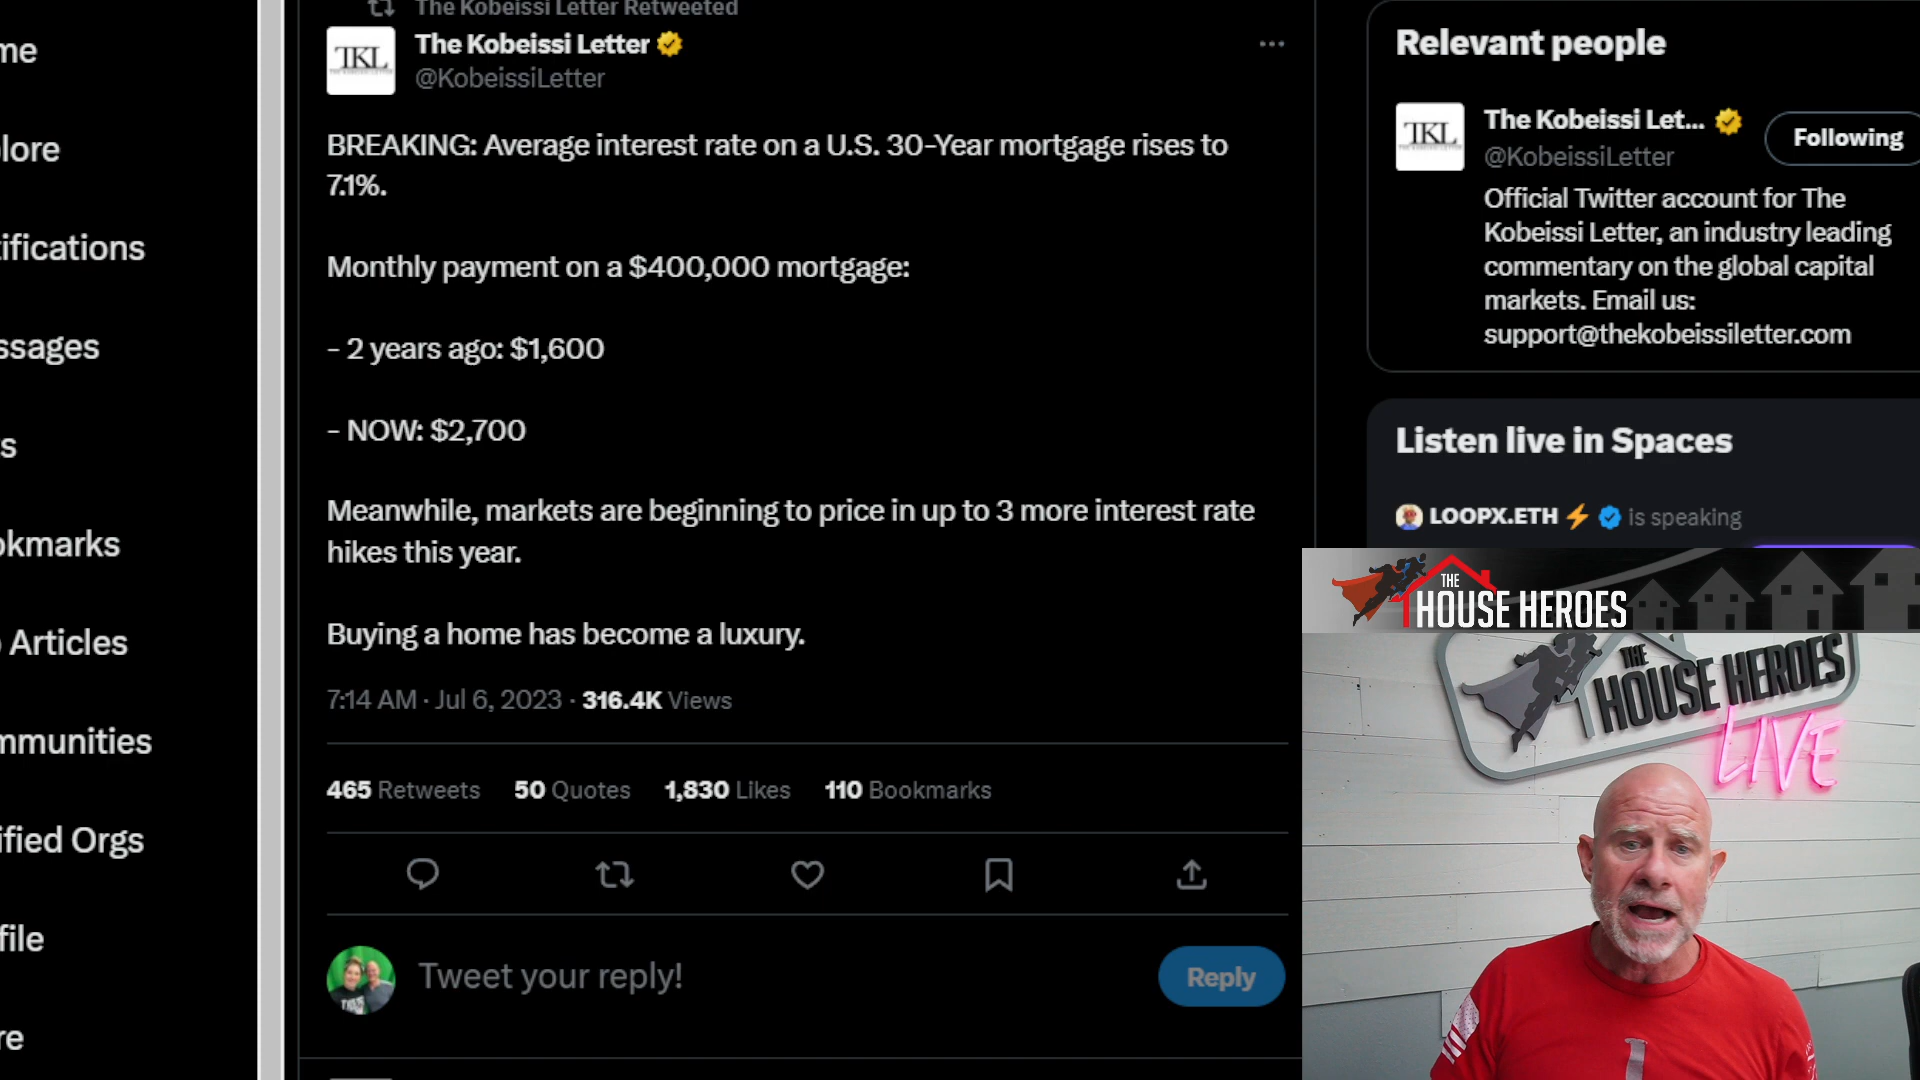 me
lore
ifications
ssages
s
okmarks
Articles
mmunities
ified Orgs
file
re
The Kobeissi Letter Retweeted
TKL
The Kobeissi Letter
@KobeissiLetter
BREAKING: Average interest rate on a U.S. 30-Year mortgage rises to
7.1%.
Monthly payment on a $400,000 mortgage:
- 2 years ago: $1,600
- NOW: $2,700
Meanwhile, markets are beginning to price in up to 3 more interest rate
hikes this year.
Buying a home has become a luxury.
7:14 AM · Jul 6, 2023 · 316.4K Views
465 Retweets 50 Quotes 1,830 Likes 110 Bookmarks
Tweet your reply!
Reply
Relevant people
TKL
The Kobeissi Let...
@KobeissiLetter
Following
Official Twitter account for The
Kobeissi Letter, an industry leading
commentary on the global capital
markets. Email us:
support@thekobeissiletter.com
Listen live in Spaces
LOOPX.ETH is speaking
THE
HOUSE HEROES
THE
HOUSE HEROES
LIVE